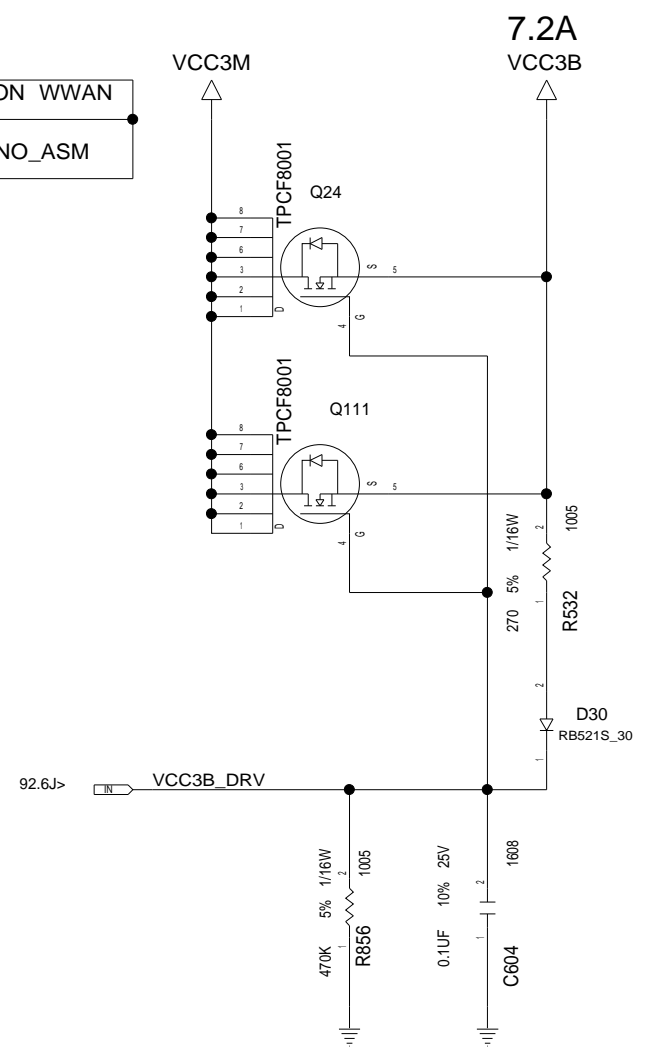 7.2A
VCC3M
VCC3B
ON WWAN
NO_ASM
TPCF8001
Q24
8
7
6
3
2
1
D
S
5
4
G
TPCF8001
Q111
8
7
6
3
2
1
D
S
5
4
G
270 5% 1/16W
2
1005
1
R532
2
D30
RB521S_30
1
92.6J>
IN
VCC3B_DRV
470K 5% 1/16W
2
1005
1
R856
0.1UF 10% 25V
2
1608
1
C604